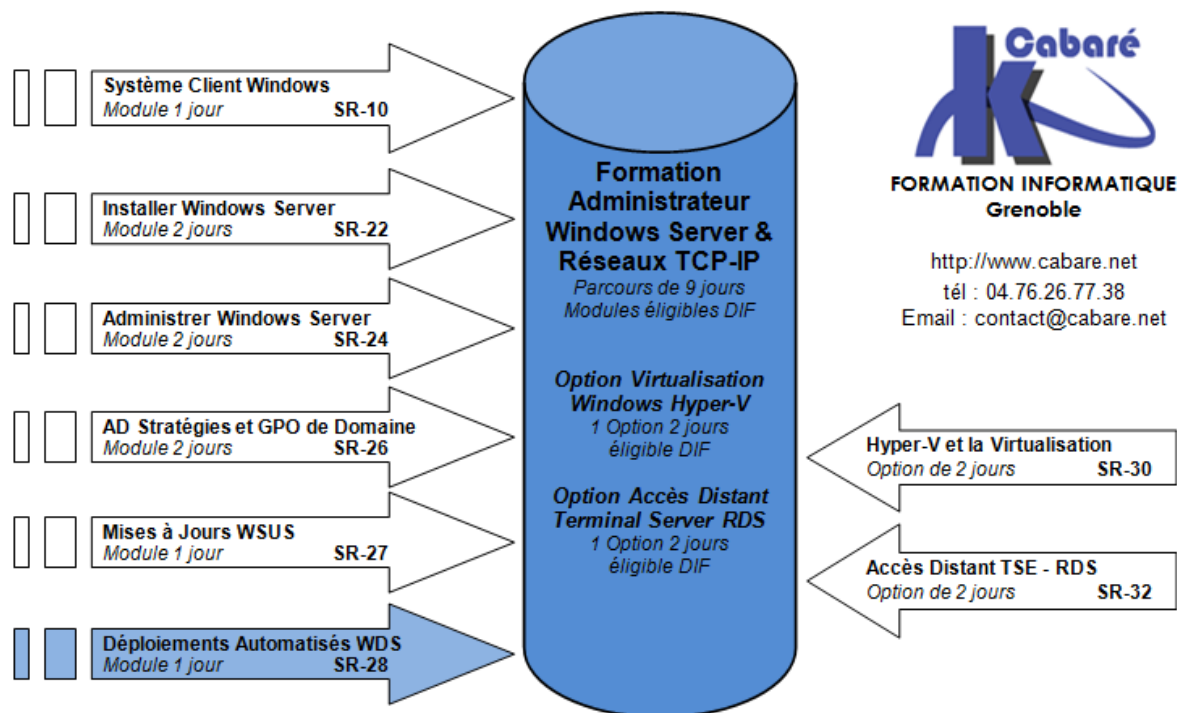 Système Client Windows
Module 1 jour SR-10
Installer Windows Server
Module 2 jours SR-22
Administrer Windows Server
Module 2 jours SR-24
AD Stratégies et GPO de Domaine
Module 2 jours SR-26
Mises à Jours WSUS
Module 1 jour SR-27
Déploiements Automatisés WDS
Module 1 jour SR-28
Formation
Administrateur
Windows Server &
Réseaux TCP-IP
Parcours de 9 jours
Modules éligibles DIF
Option Virtualisation
Windows Hyper-V
1 Option 2 jours
éligible DIF
Option Accès Distant
Terminal Server RDS
1 Option 2 jours
éligible DIF
Cabaré
FORMATION INFORMATIQUE
Grenoble
http://www.cabare.net
tél : 04.76.26.77.38
Email : contact@cabare.net
Hyper-V et la Virtualisation
Option de 2 jours SR-30
Accès Distant TSE - RDS
Option de 2 jours SR-32